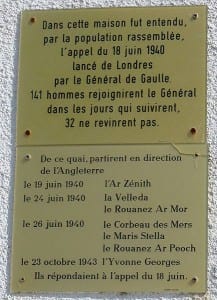 Dans cette maison fut entendu,
par la population rassemblée,
l'appel du 18 juin 1940
lancé de Londres
par le Général de Gaulle.
141 hommes rejoignirent le Général
dans les jours qui suivirent,
32 ne revinrent pas.
De ce quai, partirent en direction
de l'Angleterre
le 19 juin 1940 l'Ar Zénith
le 24 juin 1940 la Velleda
le Rouanez Ar Mor
le 26 juin 1940 le Corbeau des Mers
le Maris Stella
le Rouanez Ar Peoch
le 23 octobre 1943 l'Yvonne Georges
Ils répondaient à l'appel du 18 juin.